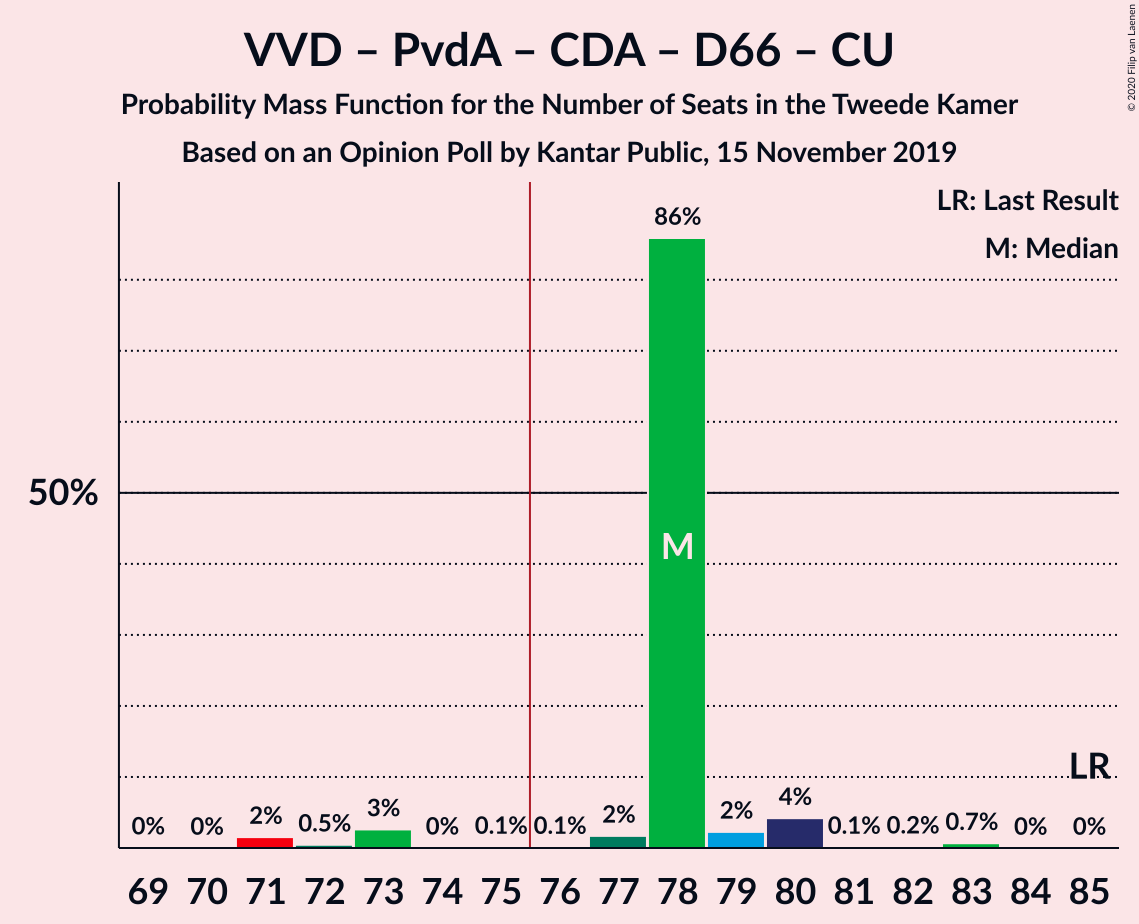 VVD – PvdA – CDA – D66 – CU
Probability Mass Function for the Number of Seats in the Tweede Kamer
Based on an Opinion Poll by Kantar Public, 15 November 2019
© 2020 Filip van Laenen
LR: Last Result
M: Median
50%
0% 0% 2% 0.5% 3% 0% 0.1% 0.1% 2% 86% 2% 4% 0.1% 0.2% 0.7% 0% 0%
M
LR
69 70 71 72 73 74 75 76 77 78 79 80 81 82 83 84 85